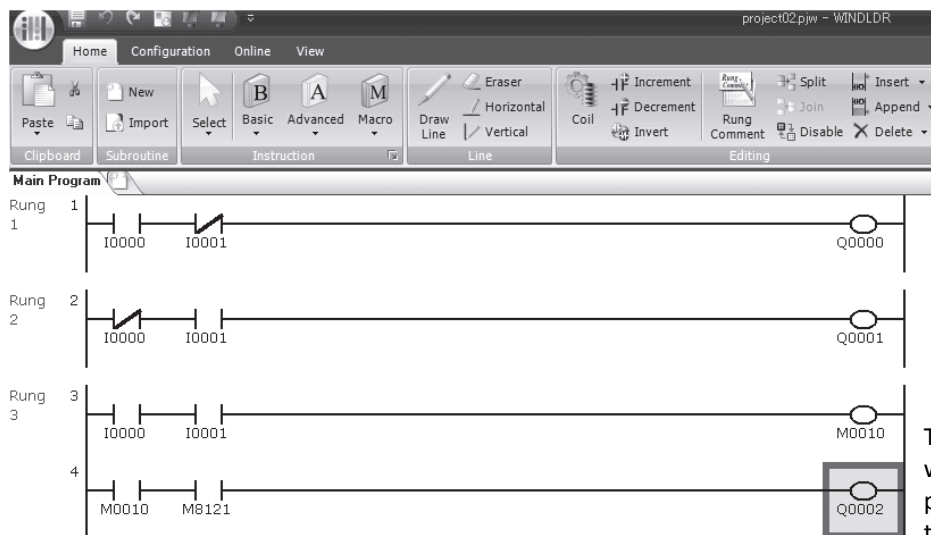 project02.pjw - WINDLDR
Home Configuration Online View
Paste
New
Import
Select
B
Basic
A
Advanced
M
Macro
Draw Line
Eraser
Horizontal
Vertical
Coil
Increment
Decrement
Invert
Rung Comment
Split
Join
Disable
Insert
Append
Delete
Clipboard Subroutine Instruction Line Editing
Main Program
Rung 1
1
I0000 I0001 Q0000
Rung 2
2
I0000 I0001 Q0001
Rung 3
3
I0000 I0001 M0010
4
M0010 M8121 Q0002